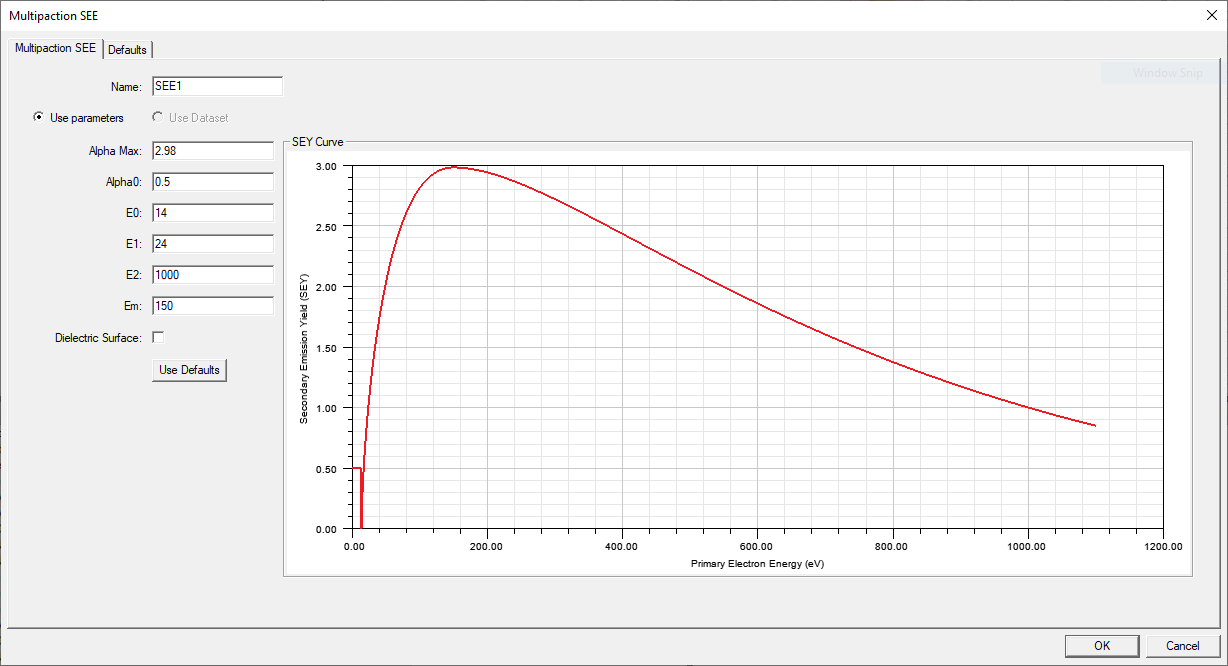 Multipaction SEE
Multipaction SEE Defaults
Window Snip
Name: SEE1
Use parameters Use Dataset
Alpha Max: 2.98
Alpha0: 0.5
E0: 14
E1: 24
E2: 1000
Em: 150
Dielectric Surface:
Use Defaults
SEY Curve
3.00
2.50
2.00
1.50
1.00
0.50
0.00
Secondary Emission Yield (SEY)
0.00 200.00 400.00 600.00 800.00 1000.00 1200.00
Primary Electron Energy (eV)
OK Cancel